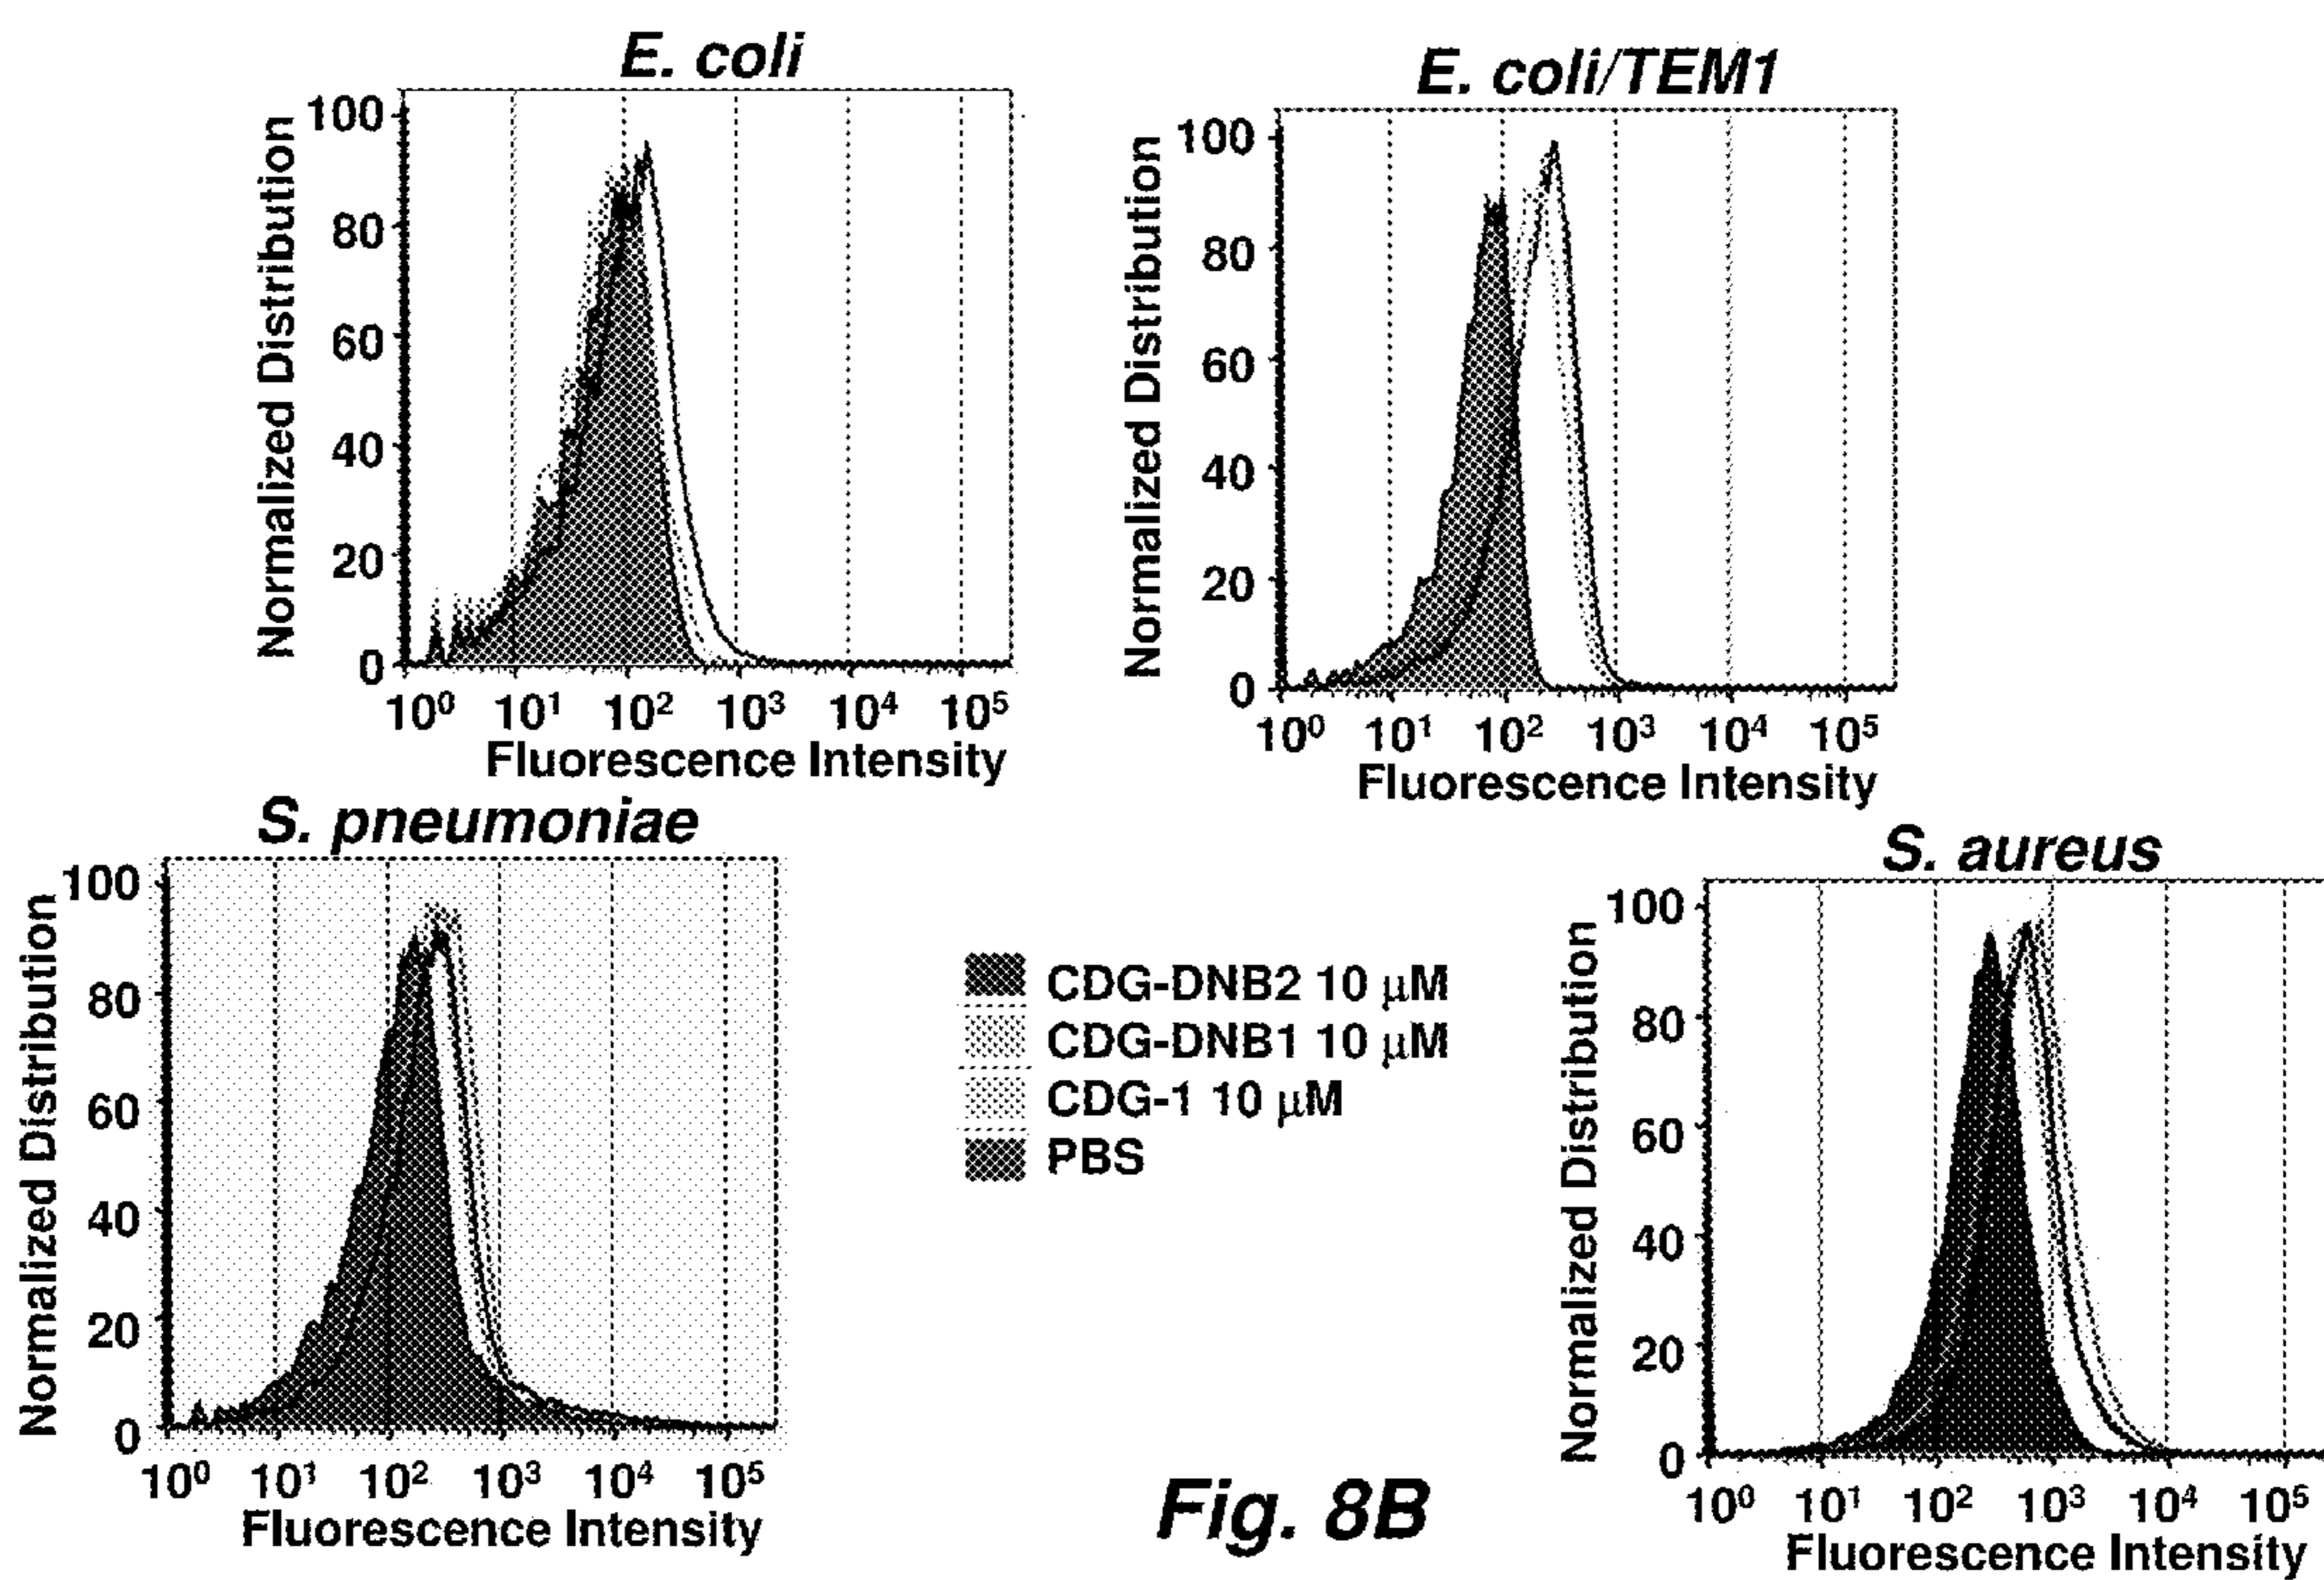 E. coli
Normalized Distribution
100
80
60
40
20
0
10⁰ 10¹ 10² 10³ 10⁴ 10⁵
Fluorescence Intensity
E. coli/TEM1
Normalized Distribution
100
80
60
40
20
0
10⁰ 10¹ 10² 10³ 10⁴ 10⁵
Fluorescence Intensity
S. pneumoniae
Normalized Distribution
100
80
60
40
20
0
10⁰ 10¹ 10² 10³ 10⁴ 10⁵
Fluorescence Intensity
CDG-DNB2 10 μM
CDG-DNB1 10 μM
CDG-1 10 μM
PBS
S. aureus
Normalized Distribution
100
80
60
40
20
0
10⁰ 10¹ 10² 10³ 10⁴ 10⁵
Fluorescence Intensity
Fig. 8B